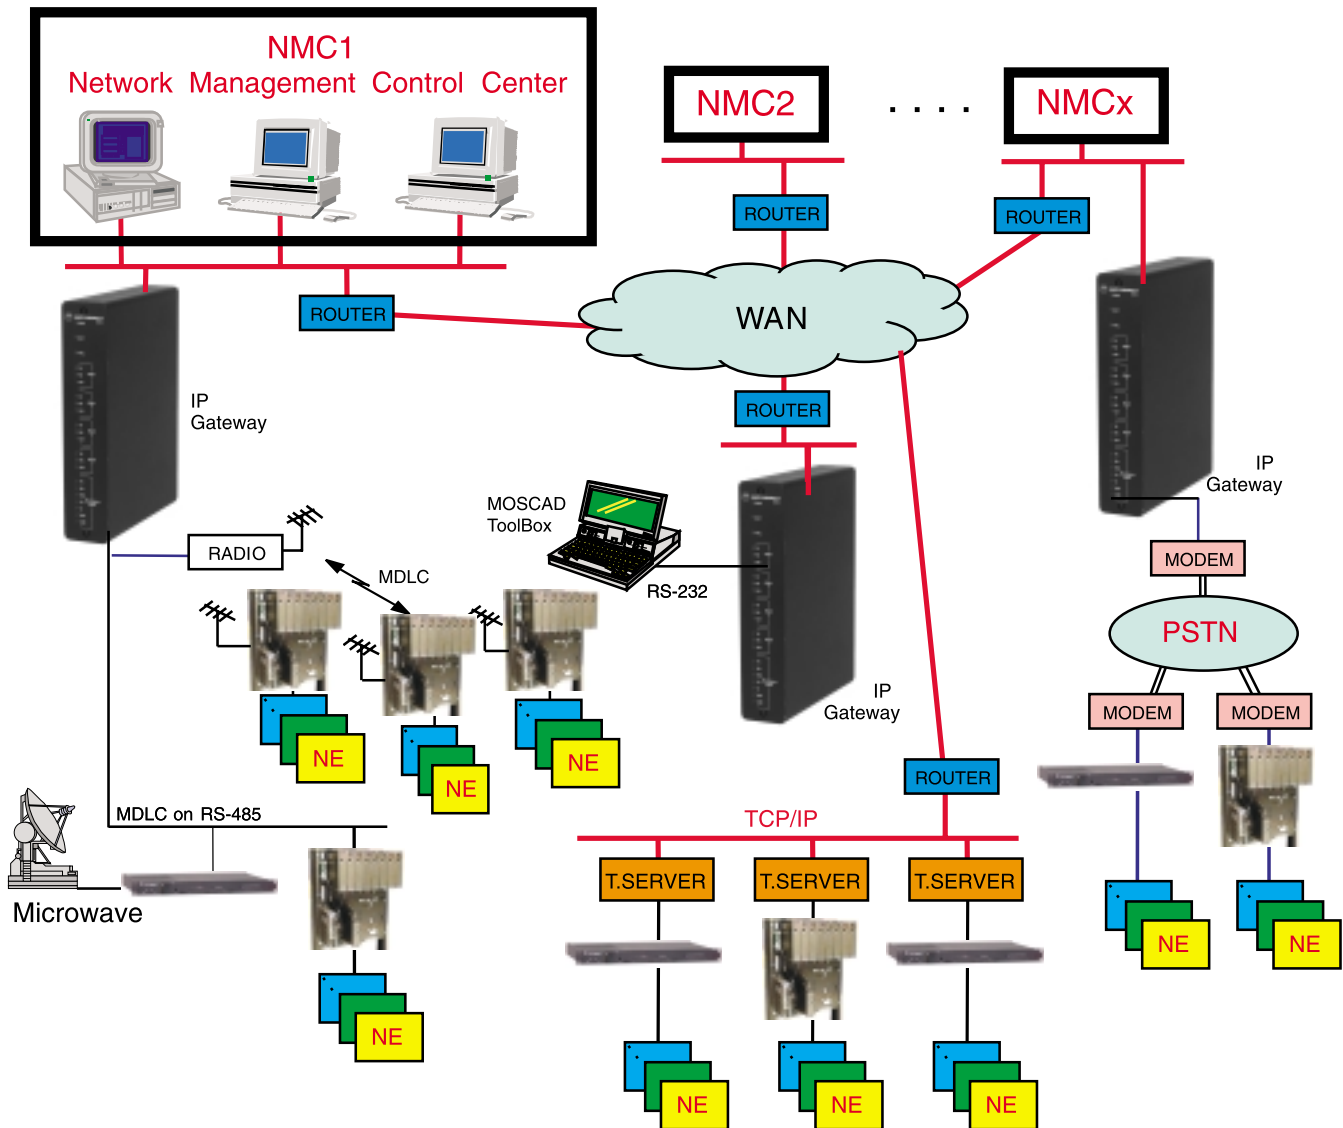 NMC1
Network Management Control Center
NMC2
. . . .
NMCx
ROUTER
ROUTER
ROUTER
WAN
ROUTER
IP
Gateway
IP
Gateway
MOSCAD
ToolBox
RS-232
RADIO
MDLC
MODEM
PSTN
MODEM
MODEM
IP
Gateway
NE
NE
NE
ROUTER
MDLC on RS-485
TCP/IP
Microwave
T.SERVER
T.SERVER
T.SERVER
NE
NE
NE
NE
NE
NE